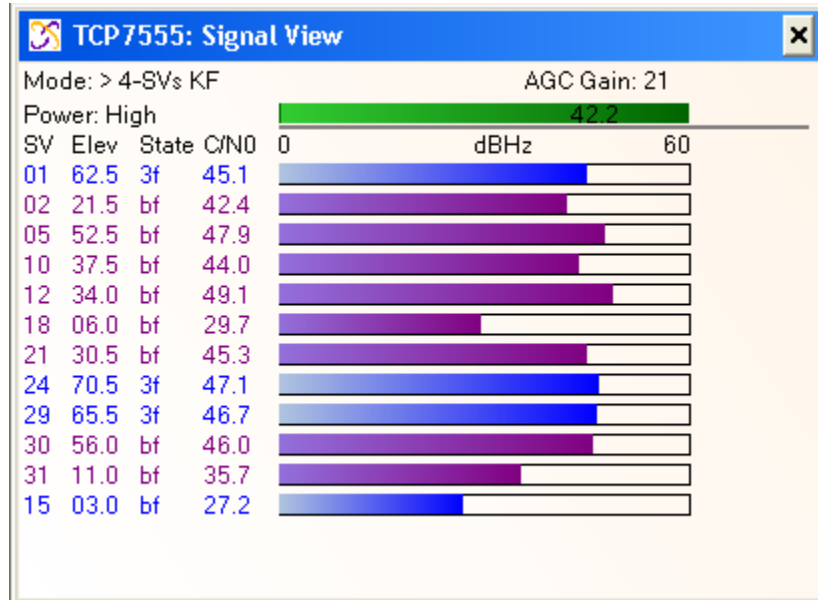 TCP7555: Signal View
Mode: > 4-SVs KF AGC Gain: 21
Power: High 42.2
SV Elev State C/N0 0 dBHz 60
01 62.5 3f 45.1
02 21.5 bf 42.4
05 52.5 bf 47.9
10 37.5 bf 44.0
12 34.0 bf 49.1
18 06.0 bf 29.7
21 30.5 bf 45.3
24 70.5 3f 47.1
29 65.5 3f 46.7
30 56.0 bf 46.0
31 11.0 bf 35.7
15 03.0 bf 27.2